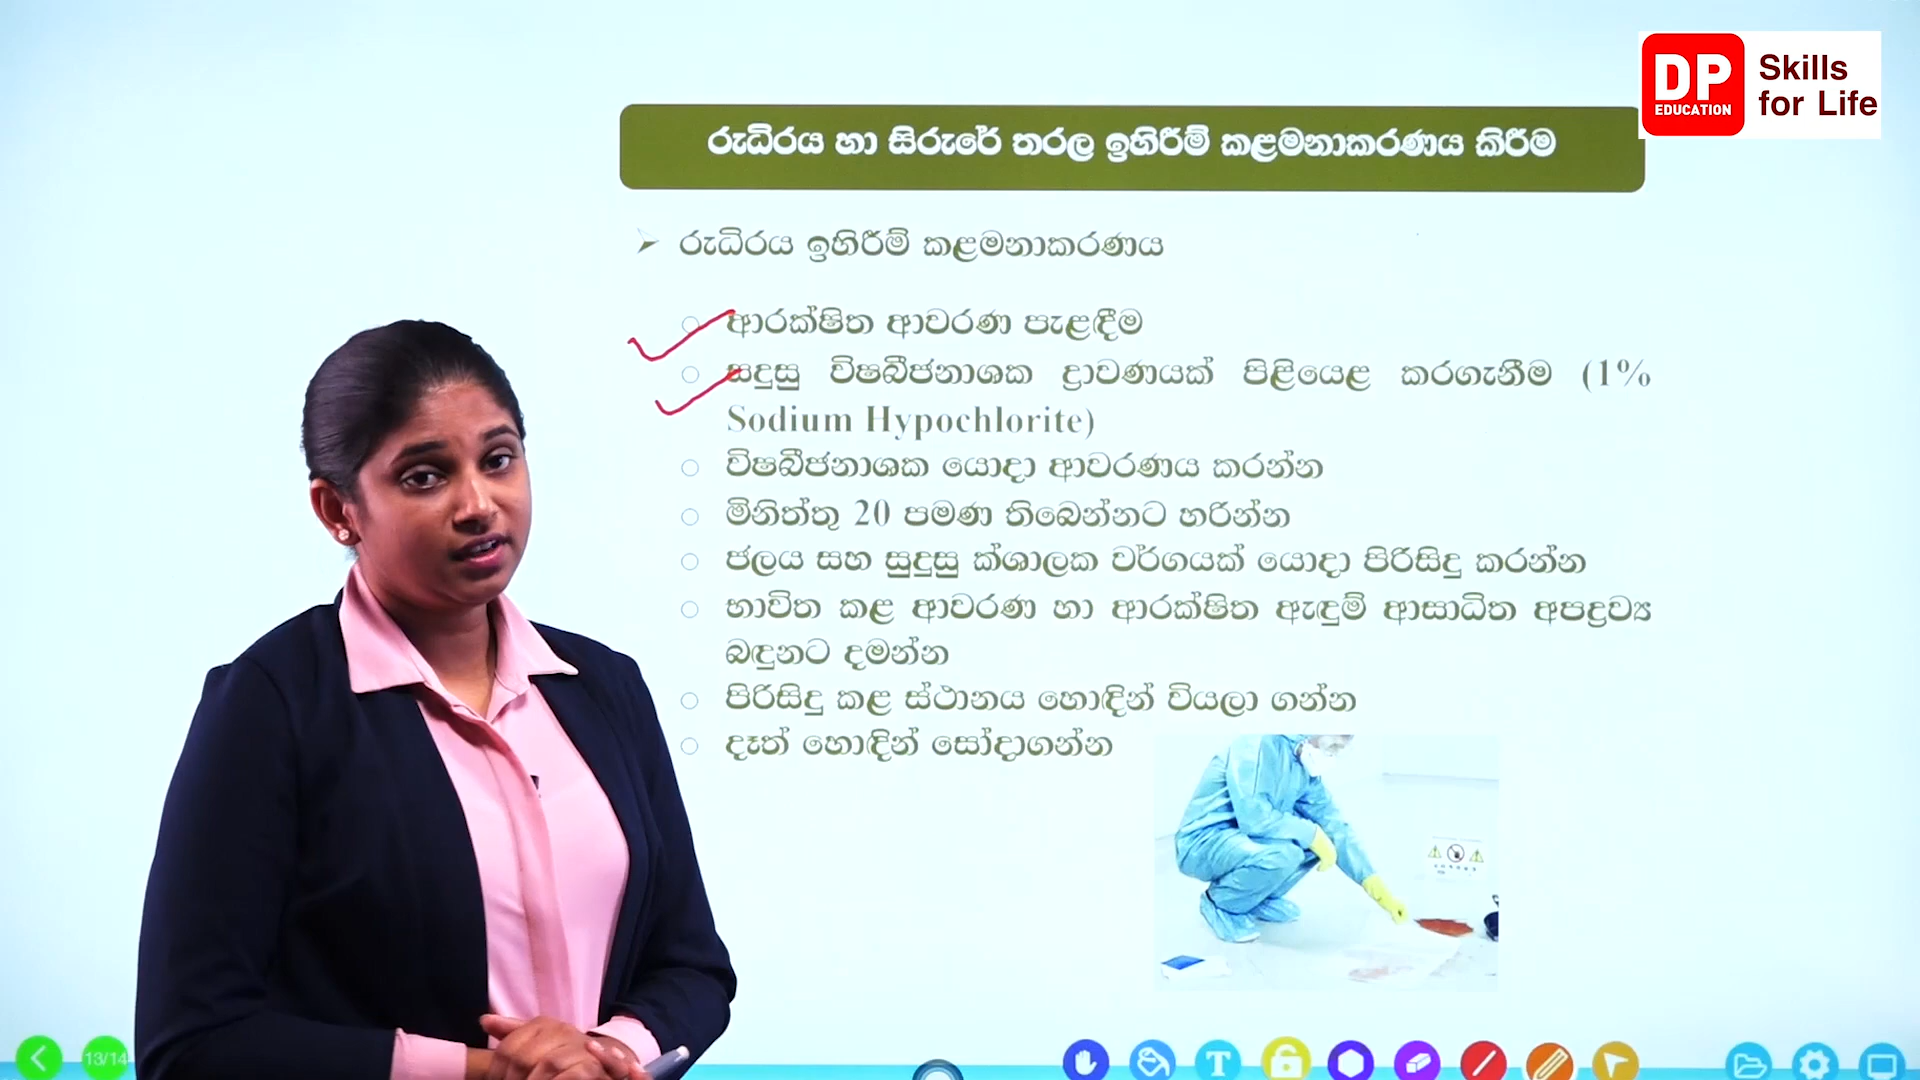 DP
EDUCATION
Skills
for Life
රුධිරය හා සිරුරේ තරල ඉහිරීම් කළමනාකරණය කිරීම
රුධිරය ඉහිරීම් කළමනාකරණය
ආරක්ෂිත ආවරණ පැළඳීම
සුදුසු විෂබීජනාශක ද්‍රාවණයක් පිළියෙළ කරගැනීම (1%
Sodium Hypochlorite)
විෂබීජනාශක යොදා ආවරණය කරන්න
මිනිත්තු 20 පමණ තිබෙන්නට හරින්න
ජලය සහ සුදුසු ක්ශාලක වර්ගයක් යොදා පිරිසිදු කරන්න
භාවිත කළ ආවරණ හා ආරක්ෂිත ඇඳුම් ආසාධිත අපද්‍රව්‍ය
බඳුනට දමන්න
පිරිසිදු කළ ස්ථානය හොඳින් වියලා ගන්න
දෑත් හොඳින් සෝදාගන්න
13/14
T